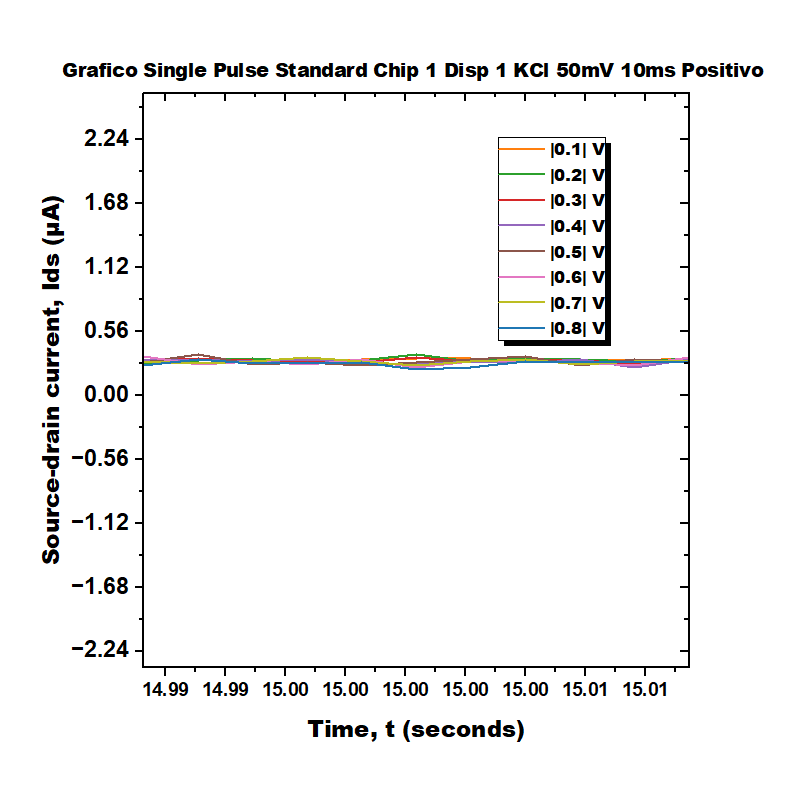 Grafico Single Pulse Standard Chip 1 Disp 1 KCl 50mV 10ms Positivo
|0.1| V
|0.2| V
|0.3| V
|0.4| V
|0.5| V
|0.6| V
|0.7| V
|0.8| V
Source-drain current, Ids (µA)
2.24
1.68
1.12
0.56
0.00
−0.56
−1.12
−1.68
−2.24
14.99 14.99 15.00 15.00 15.00 15.00 15.00 15.01 15.01
Time, t (seconds)